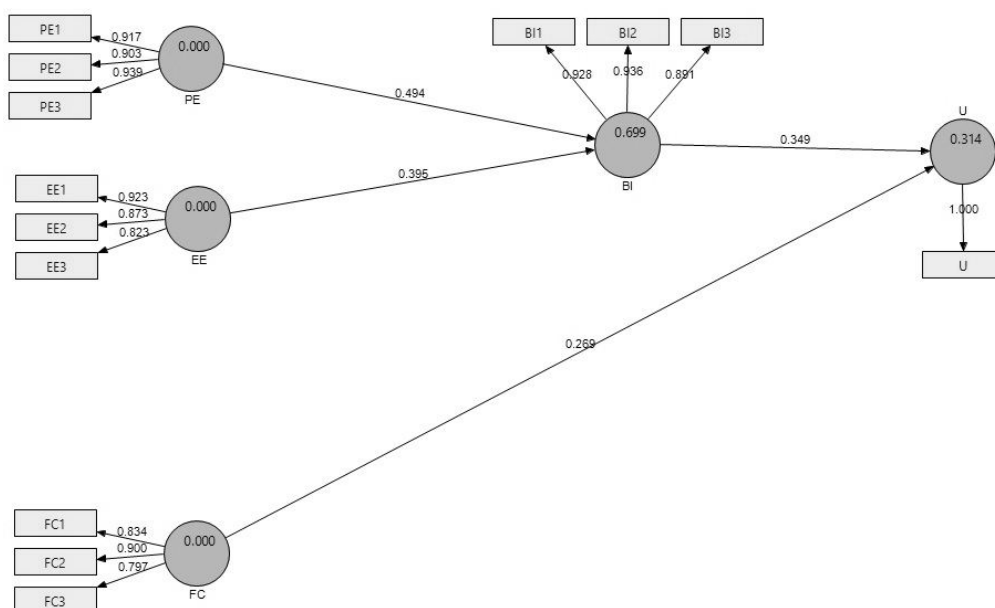 PE1
0.917
0.000
PE2
0.903
0.939
PE3
PE
BI1
BI2
BI3
0.928
0.936
0.891
0.494
0.699
BI
0.349
U
0.314
1.000
U
EE1
0.923
0.000
EE2
0.873
0.823
EE3
EE
0.395
0.269
FC1
0.834
0.000
FC2
0.900
0.797
FC3
FC